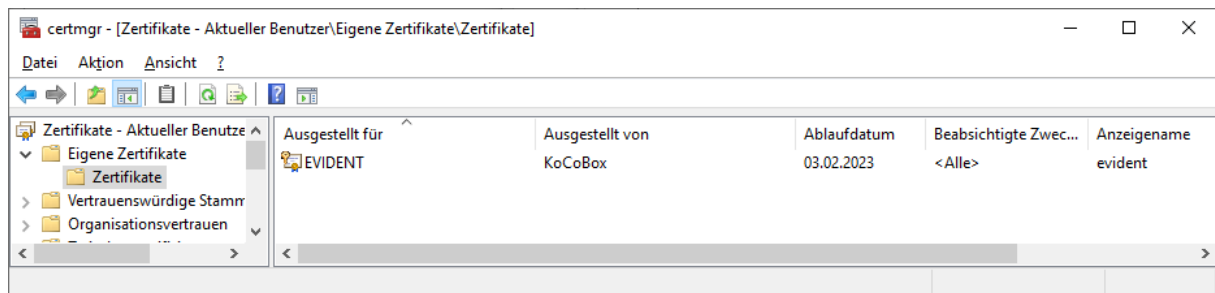 certmgr - [Zertifikate - Aktueller Benutzer\Eigene Zertifikate\Zertifikate]
Datei Aktion Ansicht ?
Zertifikate - Aktueller Benutze
Eigene Zertifikate
Zertifikate
Vertrauenswürdige Stamm
Organisationsvertrauen
Ausgestellt für Ausgestellt von Ablaufdatum Beabsichtigte Zwec... Anzeigename
EVIDENT KoCoBox 03.02.2023 <Alle> evident